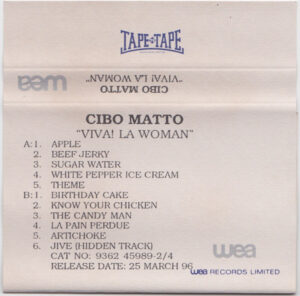 TAPE TO TAPE
wea
CIBO MATTO
"VIVA! LA WOMAN"
CIBO MATTO
"VIVA! LA WOMAN"
A: 1. APPLE
2. BEEF JERKY
3. SUGAR WATER
4. WHITE PEPPER ICE CREAM
5. THEME
B: 1. BIRTHDAY CAKE
2. KNOW YOUR CHICKEN
3. THE CANDY MAN
4. LA PAIN PERDUE
5. ARTICHOKE
6. JIVE (HIDDEN TRACK)
CAT NO: 9362 45989-2/4
RELEASE DATE: 25 MARCH 96
wea
wea RECORDS LIMITED